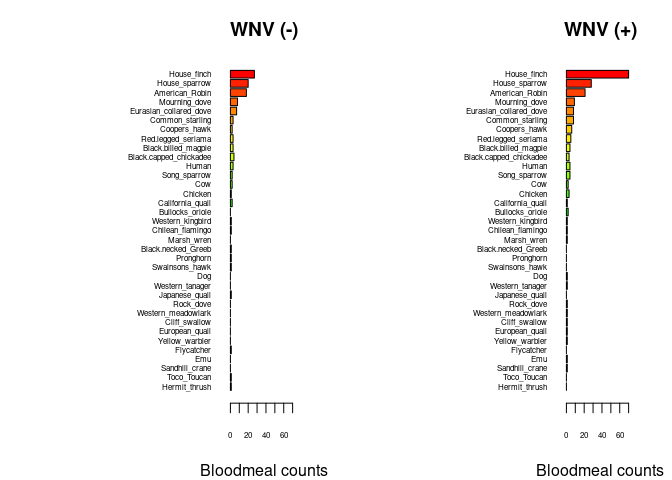 WNV (-)
House_finch
House_sparrow
American_Robin
Mourning_dove
Eurasian_collared_dove
Common_starling
Coopers_hawk
Red.legged_seriama
Black.billed_magpie
Black.capped_chickadee
Human
Song_sparrow
Cow
Chicken
California_quail
Bullocks_oriole
Western_kingbird
Chilean_flamingo
Marsh_wren
Black.necked_Greeb
Pronghorn
Swainsons_hawk
Dog
Western_tanager
Japanese_quail
Rock_dove
Western_meadowlark
Cliff_swallow
European_quail
Yellow_warbler
Flycatcher
Emu
Sandhill_crane
Toco_Toucan
Hermit_thrush
0 20 40 60
Bloodmeal counts
WNV (+)
House_finch
House_sparrow
American_Robin
Mourning_dove
Eurasian_collared_dove
Common_starling
Coopers_hawk
Red.legged_seriama
Black.billed_magpie
Black.capped_chickadee
Human
Song_sparrow
Cow
Chicken
California_quail
Bullocks_oriole
Western_kingbird
Chilean_flamingo
Marsh_wren
Black.necked_Greeb
Pronghorn
Swainsons_hawk
Dog
Western_tanager
Japanese_quail
Rock_dove
Western_meadowlark
Cliff_swallow
European_quail
Yellow_warbler
Flycatcher
Emu
Sandhill_crane
Toco_Toucan
Hermit_thrush
0 20 40 60
Bloodmeal counts